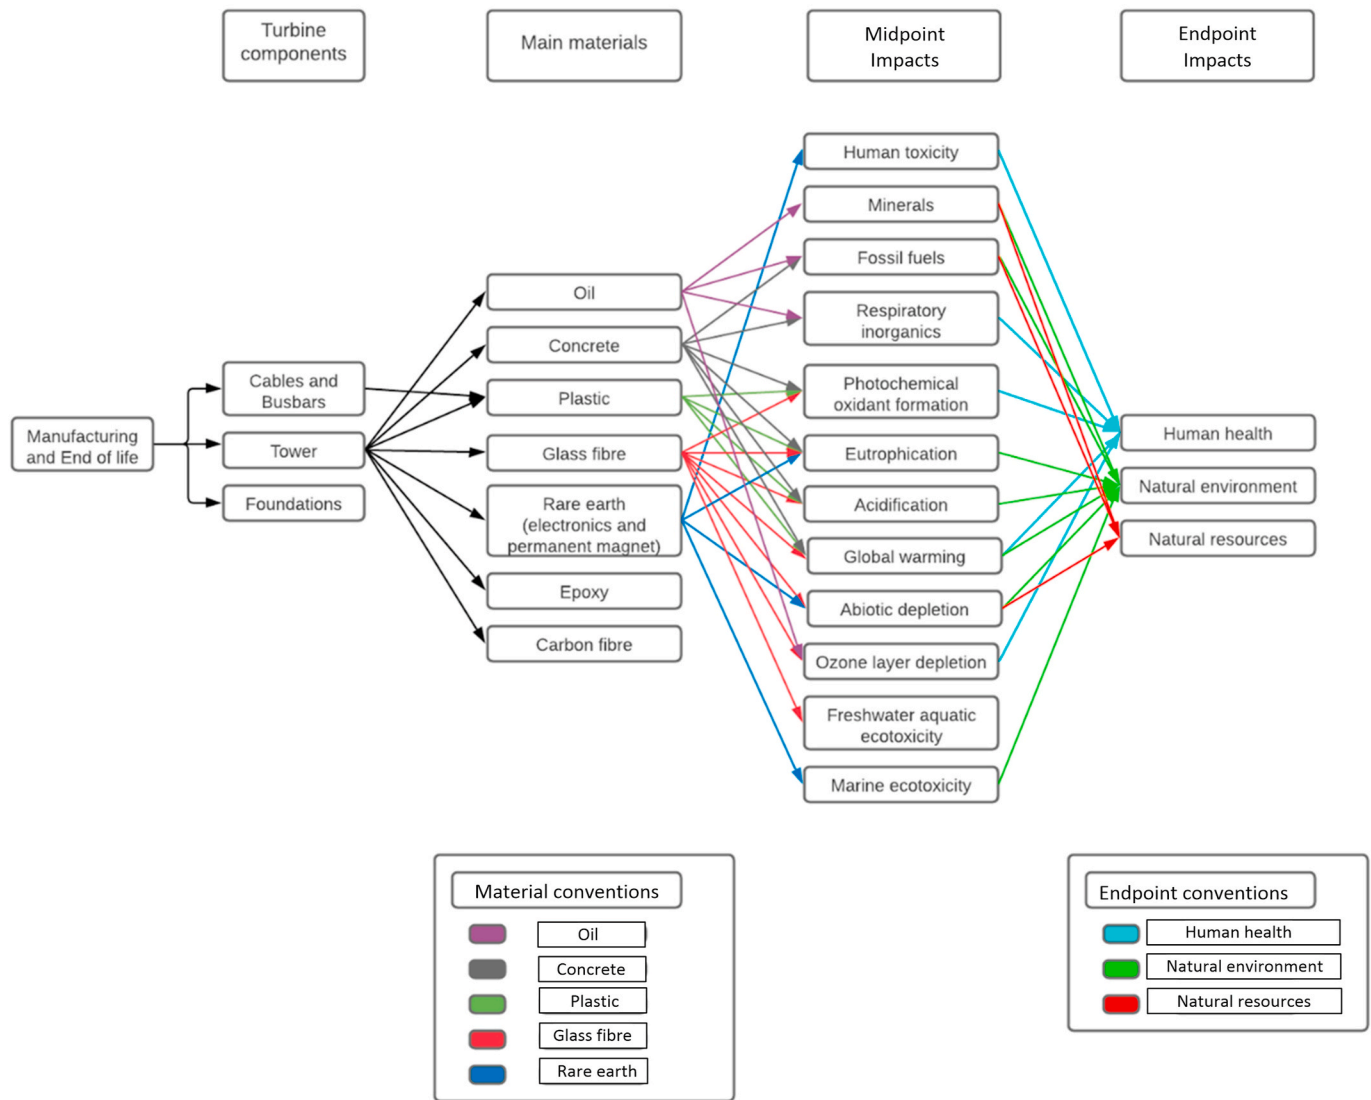 Turbine
components
Main materials
Midpoint
Impacts
Endpoint
Impacts
Manufacturing
and End of life
Cables and
Busbars
Tower
Foundations
Oil
Concrete
Plastic
Glass fibre
Rare earth
(electronics and
permanent magnet)
Epoxy
Carbon fibre
Human toxicity
Minerals
Fossil fuels
Respiratory
inorganics
Photochemical
oxidant formation
Eutrophication
Acidification
Global warming
Abiotic depletion
Ozone layer depletion
Freshwater aquatic
ecotoxicity
Marine ecotoxicity
Human health
Natural environment
Natural resources
Material conventions
Oil
Concrete
Plastic
Glass fibre
Rare earth
Endpoint conventions
Human health
Natural environment
Natural resources